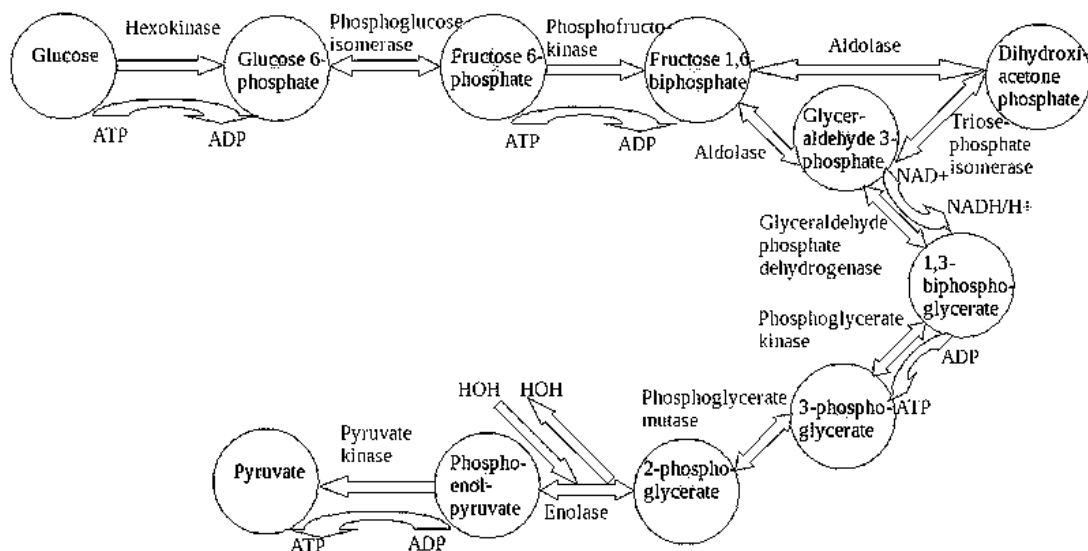 Glucose
Hexokinase
ATP
ADP
Glucose 6-
phosphate
Phosphoglucose
isomerase
Fructose 6-
phosphate
Phosphofructo-
kinase
ATP
ADP
Fructose 1,6-
biphosphate
Aldolase
Dihydroxi-
acetone
phosphate
Aldolase
Glycer-
aldehyde 3-
phosphate
Triose-
phosphate
isomerase
NAD+
NADH/H+
Glyceraldehyde
phosphate
dehydrogenase
1,3-
biphospho-
glycerate
Phosphoglycerate
kinase
ADP
ATP
3-phospho-
glycerate
Phosphoglycerate
mutase
2-phospho-
glycerate
HOH
HOH
Enolase
Phospho-
enol-
pyruvate
Pyruvate
kinase
ADP
ATP
Pyruvate